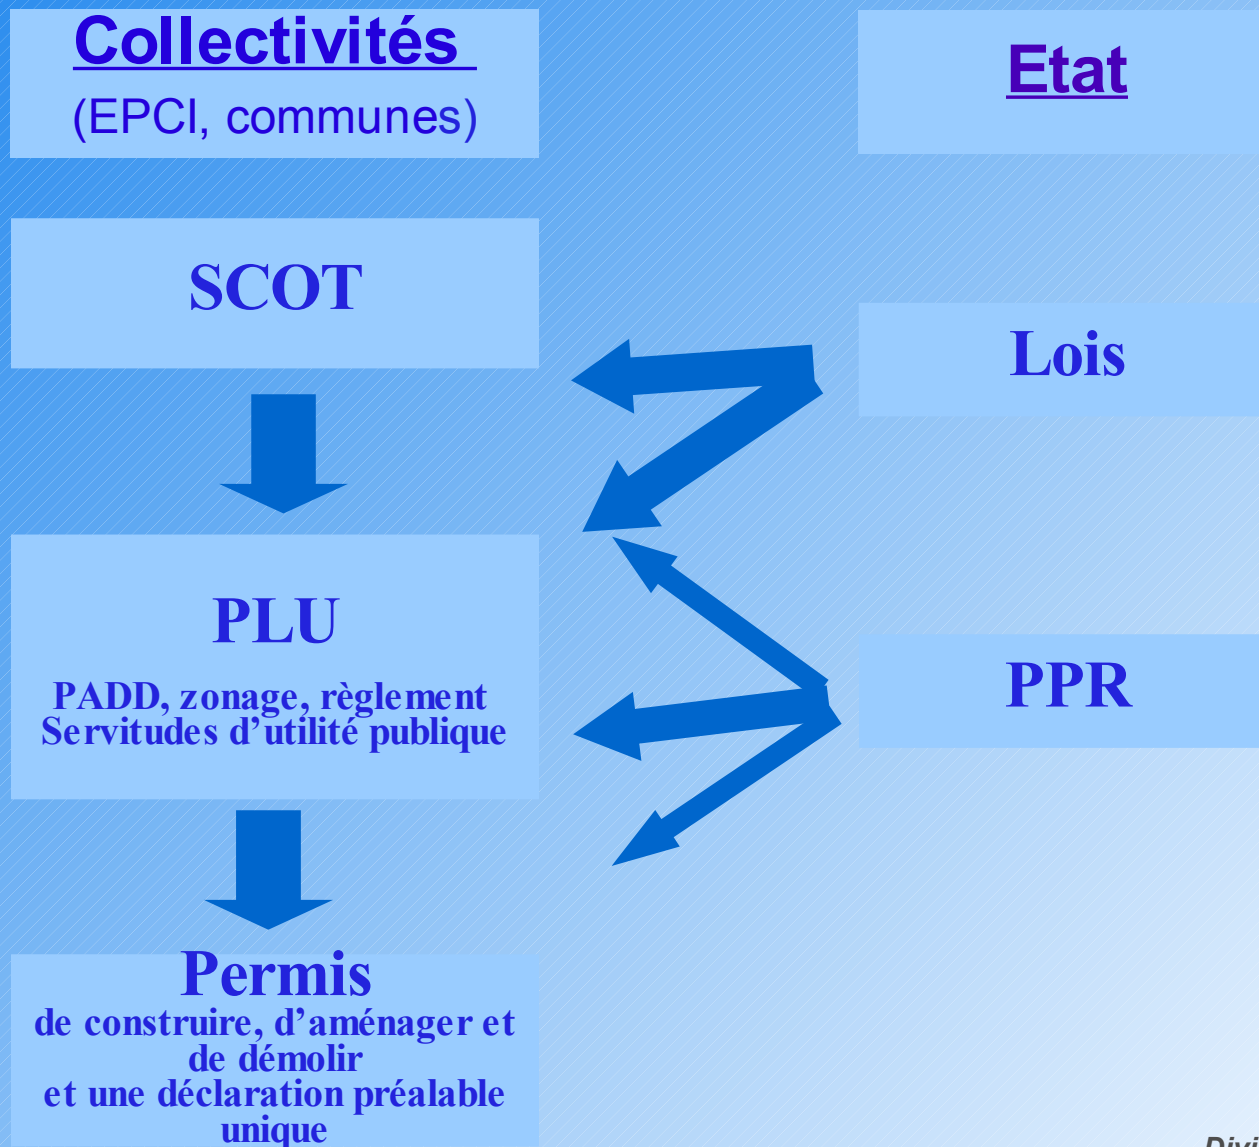 Collectivités
(EPCI, communes)
Etat
SCOT
Lois
PLU
PADD, zonage, règlement
Servitudes d'utilité publique
PPR
Permis
de construire, d'aménager et
de démolir
et une déclaration préalable
unique